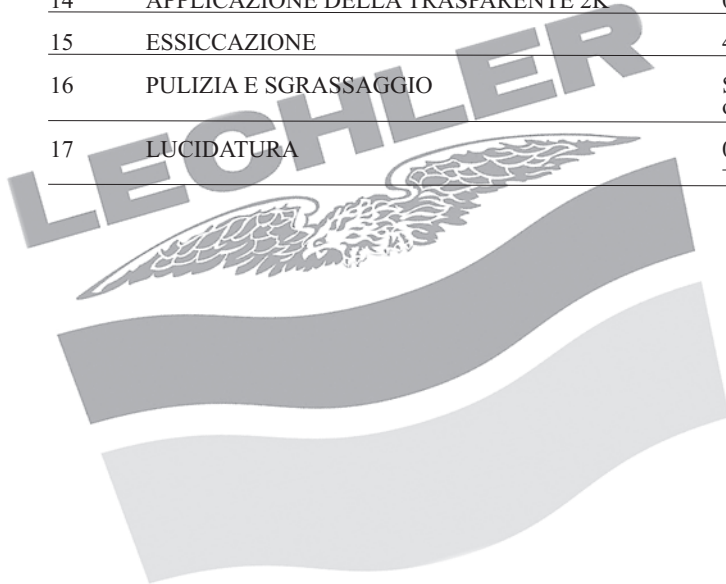 14 APPLICAZIONE DELLA TRASPARENTE 2K
15 ESSICCAZIONE
16 PULIZIA E SGRASSAGGIO
17 LUCIDATURA
LECHLER